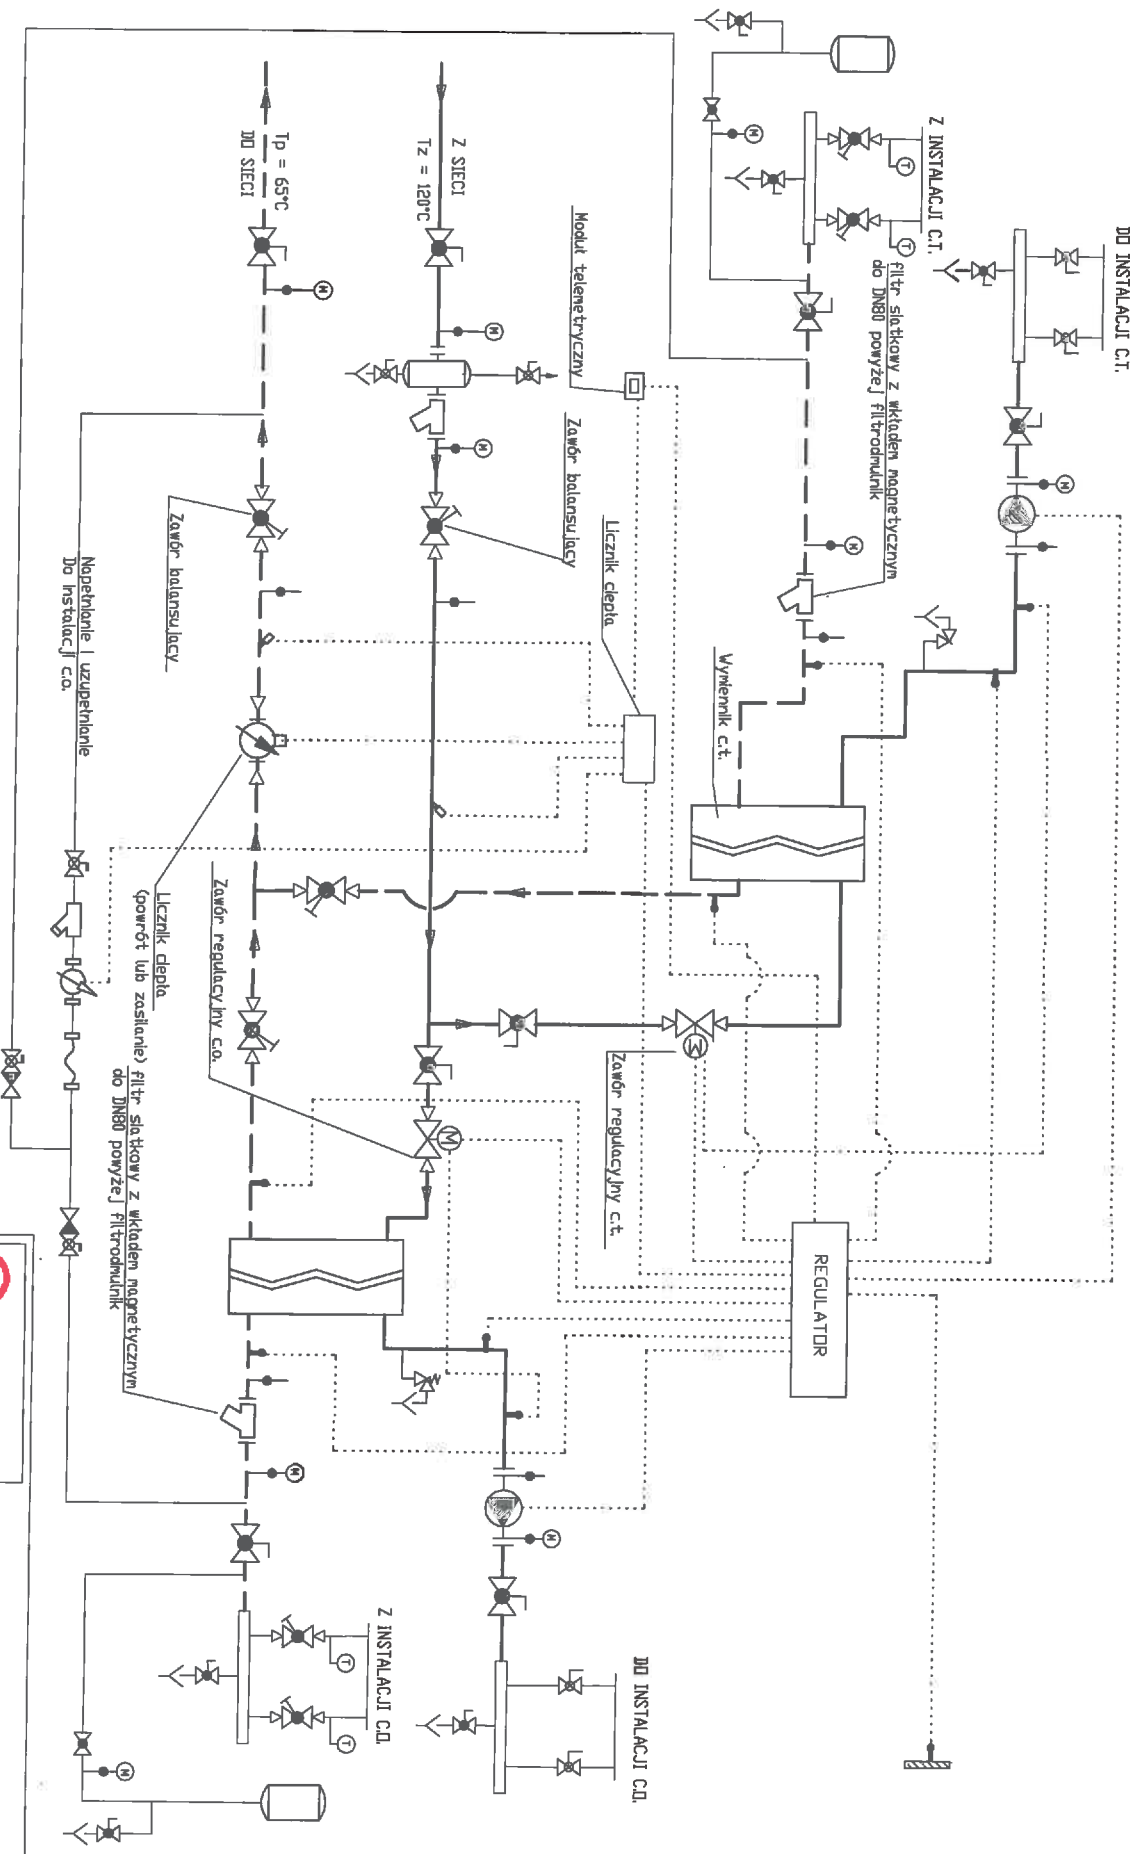 DO INSTALACJI C.T.
Z INSTALACJI C.T.
filtr siatkowy z wkładem magnetycznym
do DN80 powyżej filtrodmulnik
Z SIECI
Tz = 120°C
Tp = 65°C
DO SIECI
Moduł telemetryczny
Zawór balansujący
Licznik ciepła
Wymiennik c.t.
Zawór balansujący
Napełnianie i uzupełnianie
Do instalacji c.o.
Licznik ciepła
(powrót lub zasilanie)
Zawór regulacyjny c.o.
Zawór regulacyjny c.t.
filtr siatkowy z wkładem magnetycznym
do DN80 powyżej filtrodmulnik
REGULATOR
Z INSTALACJI C.O.
DO INSTALACJI C.O.
M
M
M
M
M
M
M
M
M
M
M
T
T
T
T